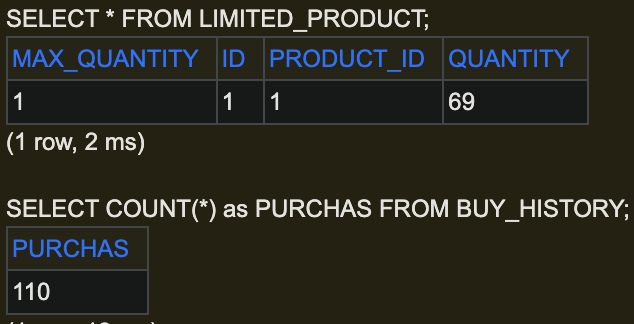 SELECT * FROM LIMITED_PRODUCT;
MAX_QUANTITY ID PRODUCT_ID QUANTITY
1 1 1 69
(1 row, 2 ms)
SELECT COUNT(*) as PURCHAS FROM BUY_HISTORY;
PURCHAS
110